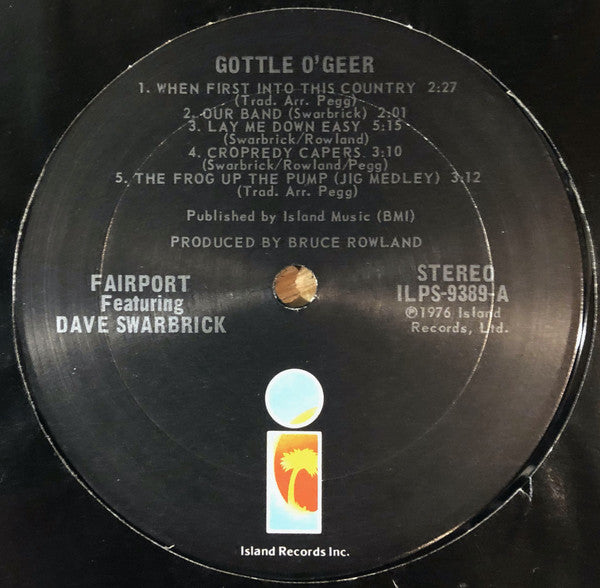 GOTTLE O'GEER
1. WHEN FIRST INTO THIS COUNTRY 2:27
(Trad. Arr. Pegg)
2. OUR BAND (Swarbrick) 2:01
3. LAY ME DOWN EASY 5:15
(Swarbrick/Rowland)
4. CROPREDY CAPERS 3:10
(Swarbrick/Rowland/Pegg)
5. THE FROG UP THE PUMP (JIG MEDLEY) 3:12
(Trad. Arr. Pegg)
Published by Island Music (BMI)
PRODUCED BY BRUCE ROWLAND
FAIRPORT
Featuring
DAVE SWARBRICK
STEREO
ILPS-9389-A
℗1976 Island
Records, Ltd.
Island Records Inc.